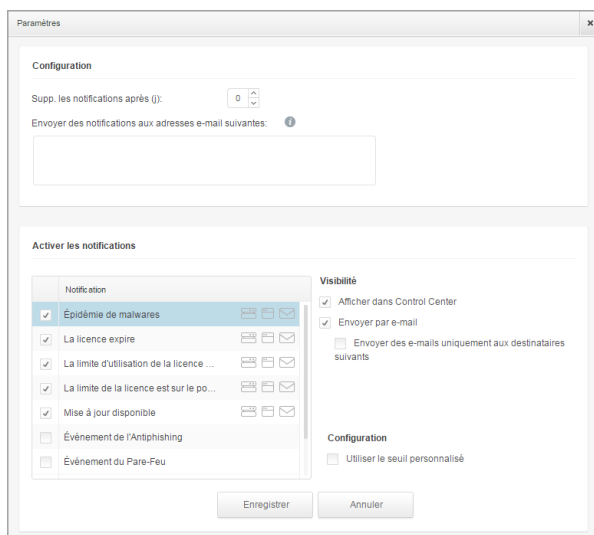 Paramètres
Configuration
Supp. les notifications après (j): 0
Envoyer des notifications aux adresses e-mail suivantes:
Activer les notifications
Notification
Épidémie de malwares
La licence expire
La limite d'utilisation de la licence ...
La limite de la licence est sur le po...
Mise à jour disponible
Événement de l'Antiphishing
Événement du Pare-Feu
Visibilité
Afficher dans Control Center
Envoyer par e-mail
Envoyer des e-mails uniquement aux destinataires
suivants
Configuration
Utiliser le seuil personnalisé
Enregistrer
Annuler